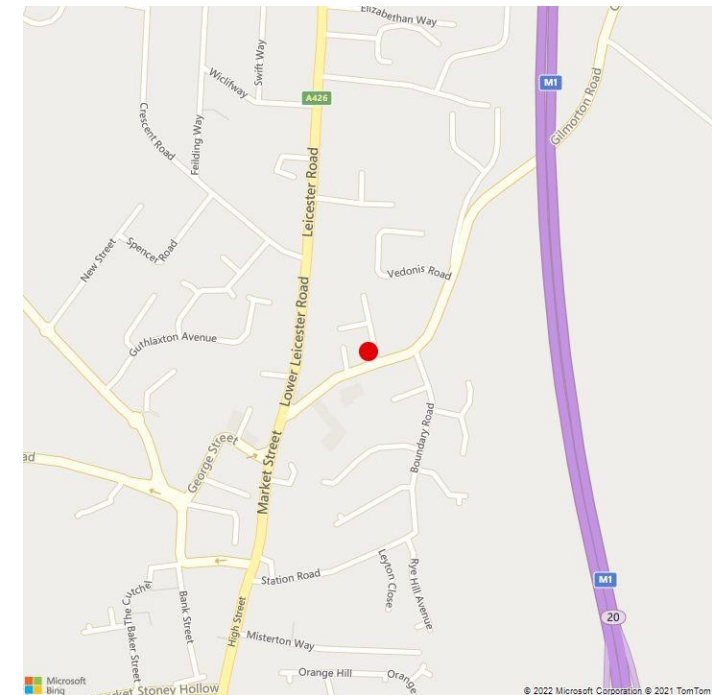 Elizabethan Way
Swift Way
Wiclifway
A426
M1
Gilmorton Road
Crescent Road
Feilding Way
Leicester Road
New Street
Spencer Road
Vedonis Road
Lower Leicester Road
Guthlaxton Avenue
Boundary Road
George Street
Market Street
Station Road
Leyton Close
Rye Hill Avenue
M1
20
Bank Street
Baker Street
High Street
Misterton Way
Orange Hill
Orange
Stoney Hollow
Microsoft
Bing
© 2022 Microsoft Corporation © 2021 TomTom